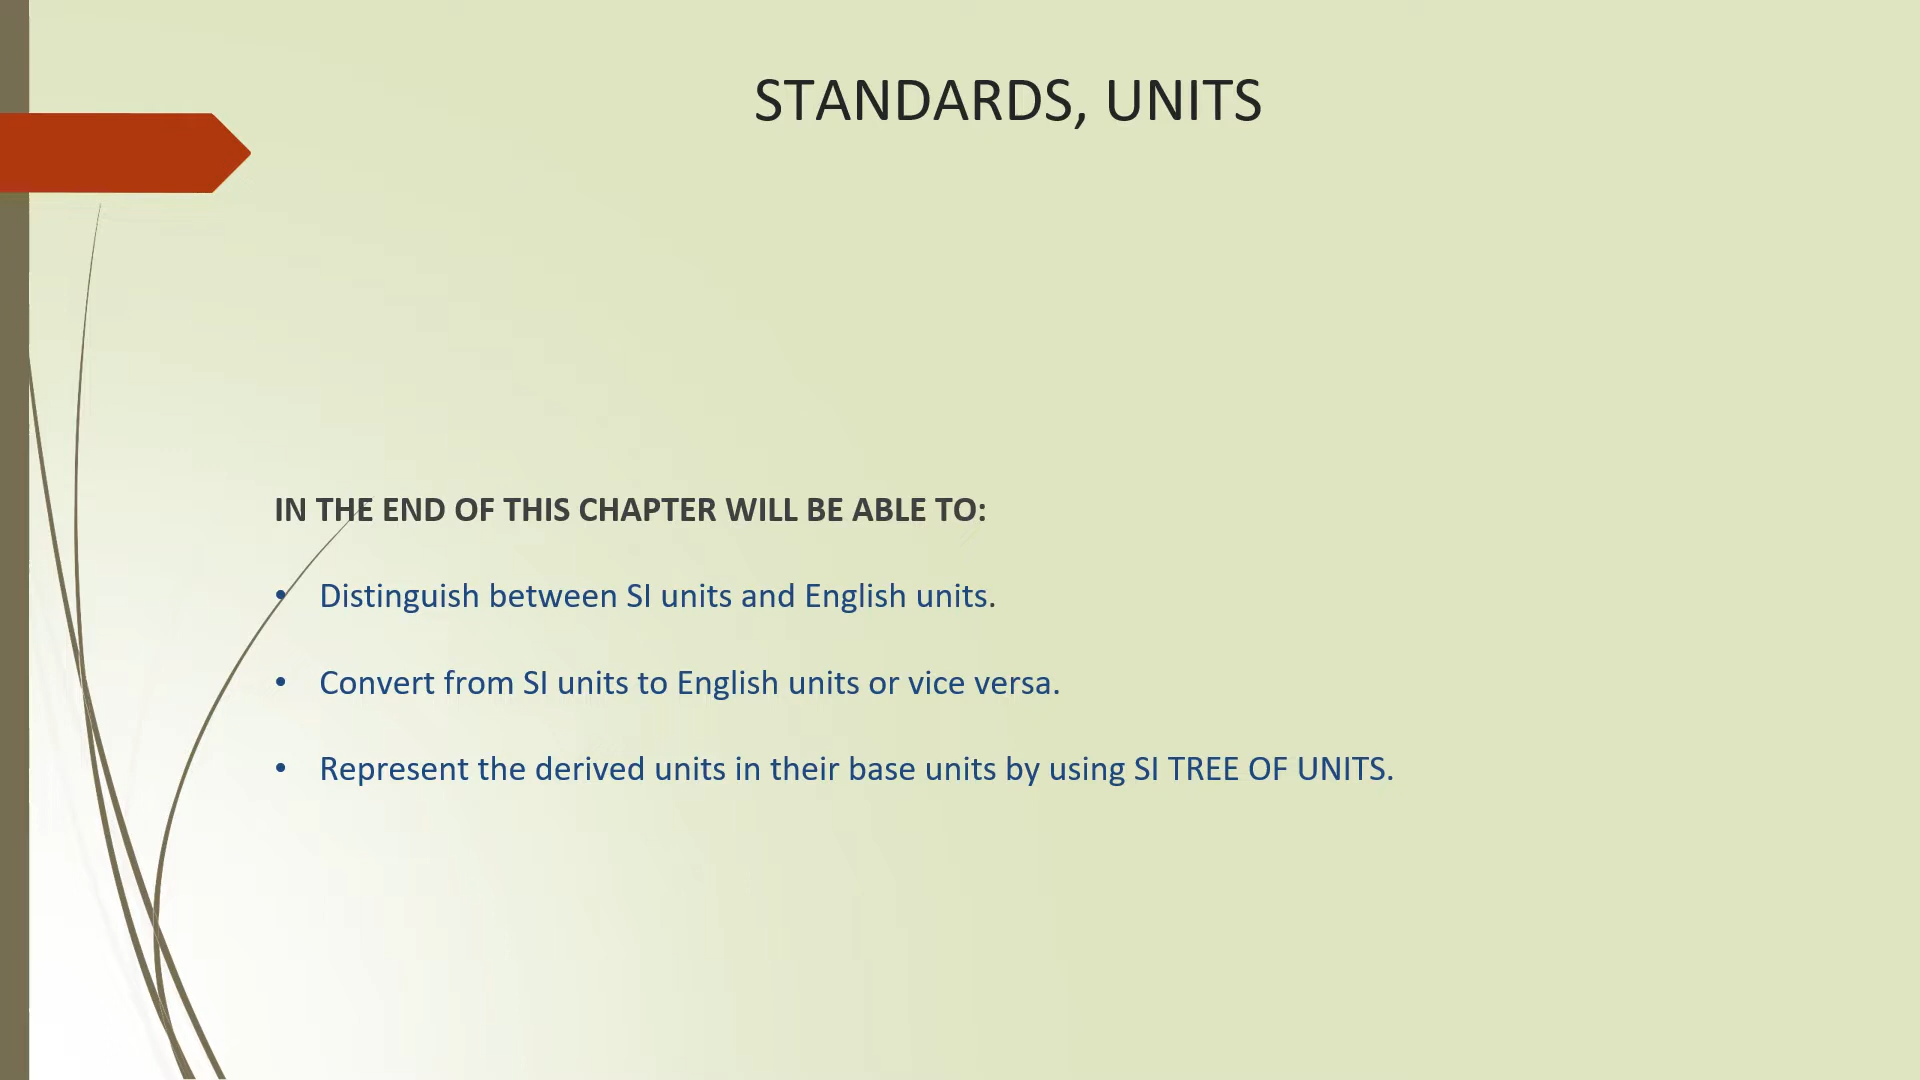 STANDARDS, UNITS
IN THE END OF THIS CHAPTER WILL BE ABLE TO:
• Distinguish between SI units and English units.
• Convert from SI units to English units or vice versa.
• Represent the derived units in their base units by using SI TREE OF UNITS.